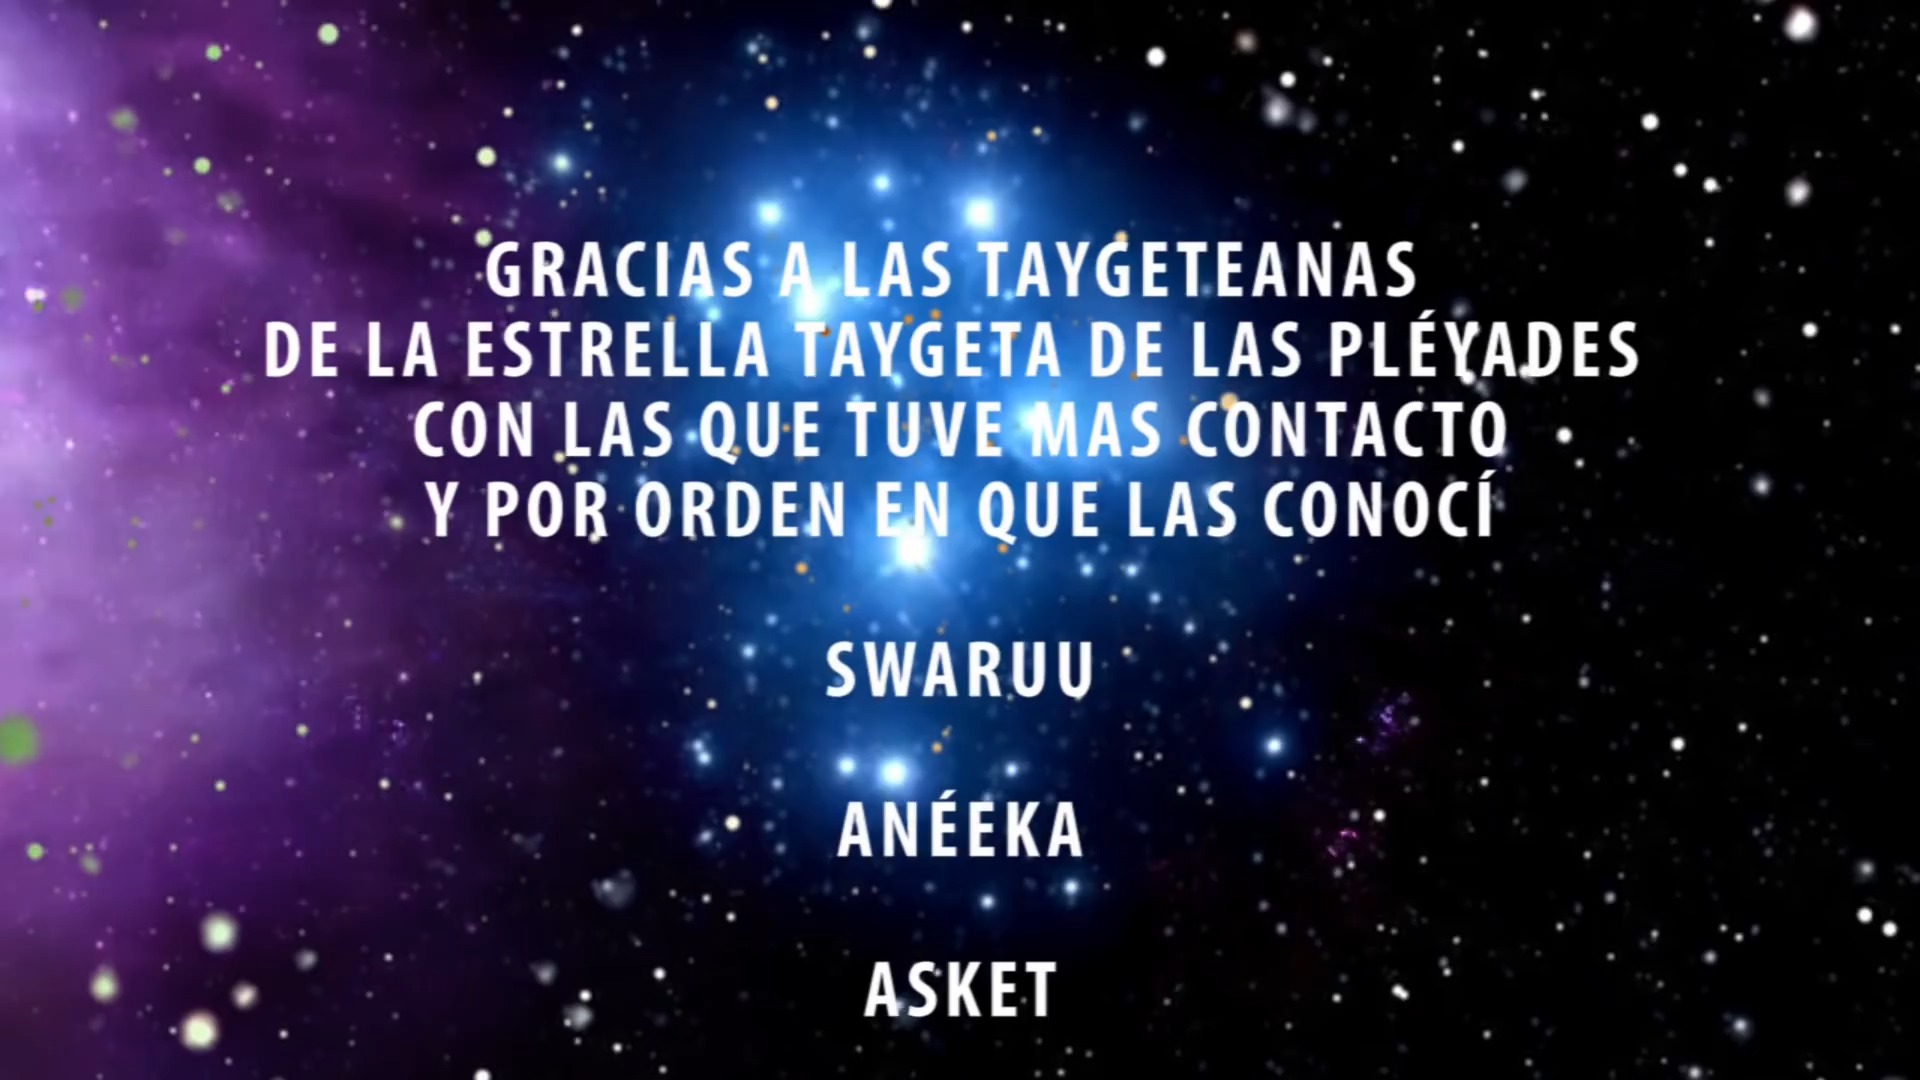 GRACIAS A LAS TAYGETEANAS
DE LA ESTRELLA TAYGETA DE LAS PLÉYADES
CON LAS QUE TUVE MAS CONTACTO
Y POR ORDEN EN QUE LAS CONOCÍ
SWARUU
ANÉEKA
ASKET